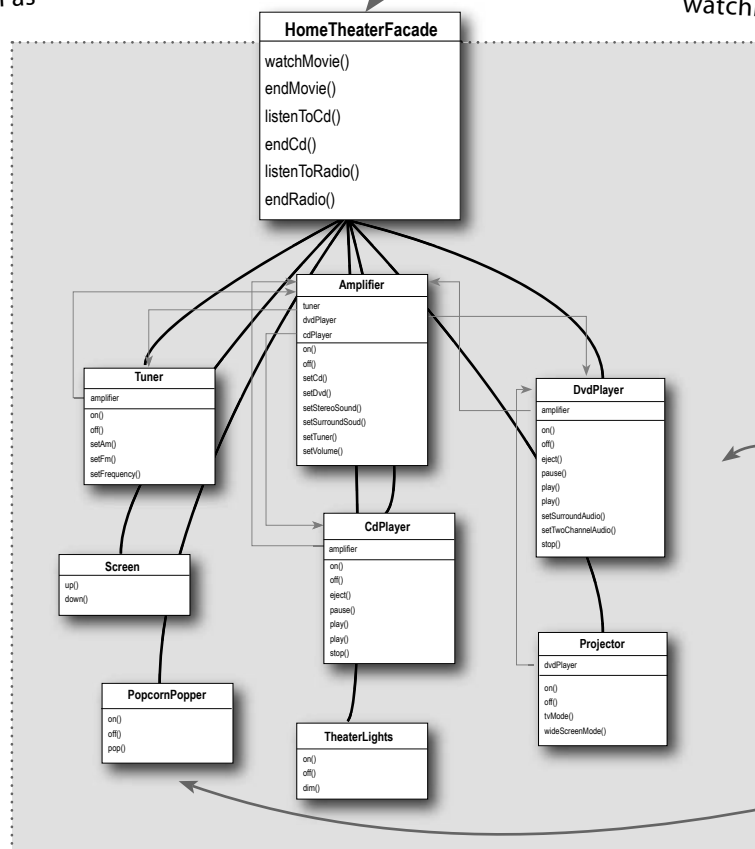 as
watch
HomeTheaterFacade
watchMovie()
endMovie()
listenToCd()
endCd()
listenToRadio()
endRadio()
Amplifier
tuner
dvdPlayer
cdPlayer
on()
off()
setCd()
setDvd()
setStereoSound()
setSurroundSoud()
setTuner()
setVolume()
Tuner
amplifier
on()
off()
setAm()
setFm()
setFrequency()
DvdPlayer
amplifier
on()
off()
eject()
pause()
play()
play()
setSurroundAudio()
setTwoChannelAudio()
stop()
Screen
up()
down()
CdPlayer
amplifier
on()
off()
eject()
pause()
play()
play()
stop()
Projector
dvdPlayer
on()
off()
tvMode()
wideScreenMode()
PopcornPopper
on()
off()
pop()
TheaterLights
on()
off()
dim()